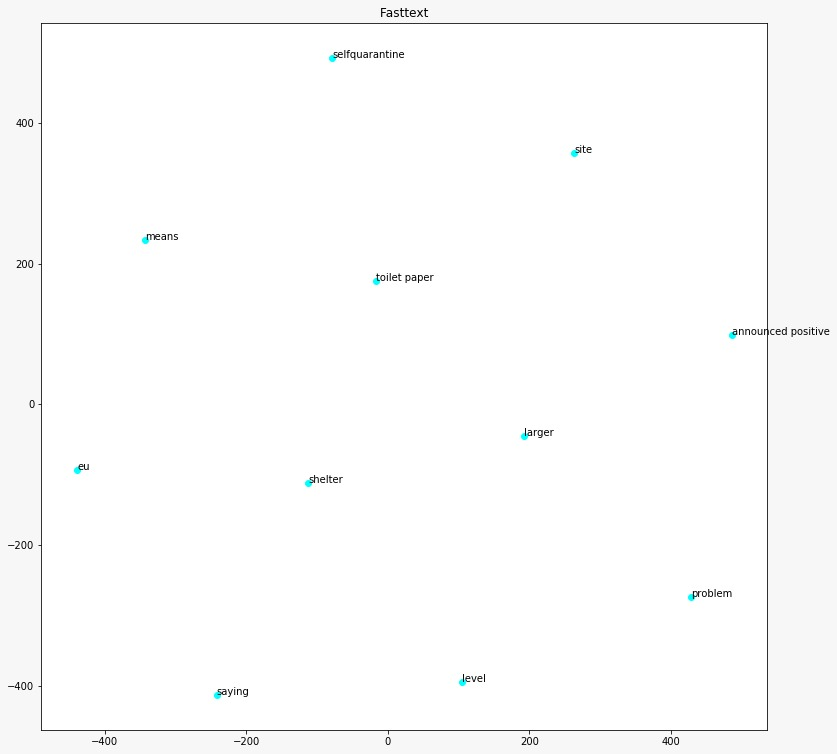 Fasttext
selfquarantine
400
site
means
200
toilet paper
announced positive
0
larger
eu
shelter
−200
problem
level
saying
−400
−400
−200
0
200
400